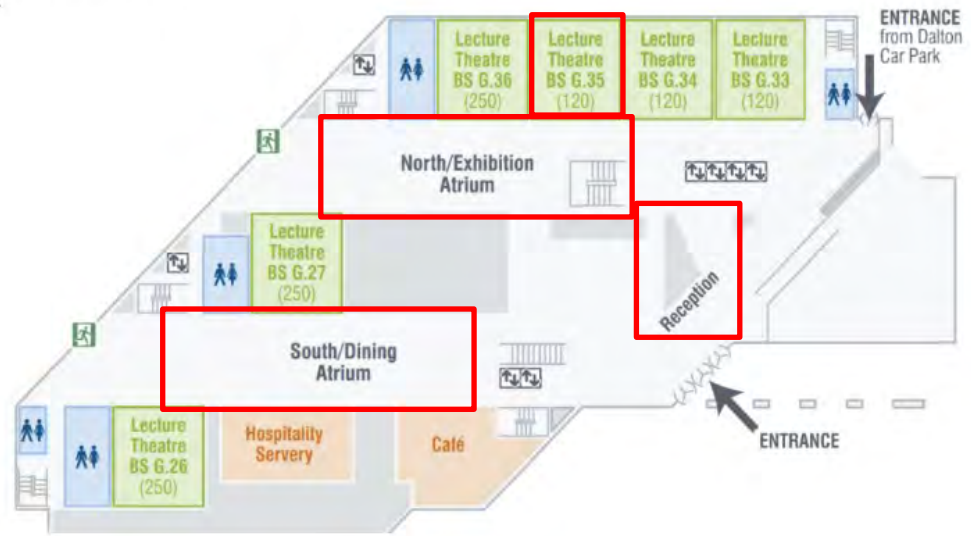 ENTRANCE
from Dalton
Car Park
Lecture
Theatre
BS G.36
(250)
Lecture
Theatre
BS G.35
(120)
Lecture
Theatre
BS G.34
(120)
Lecture
Theatre
BS G.33
(120)
North/Exhibition
Atrium
Lecture
Theatre
BS G.27
(250)
Reception
South/Dining
Atrium
Lecture
Theatre
BS G.26
(250)
Hospitality
Servery
Café
ENTRANCE